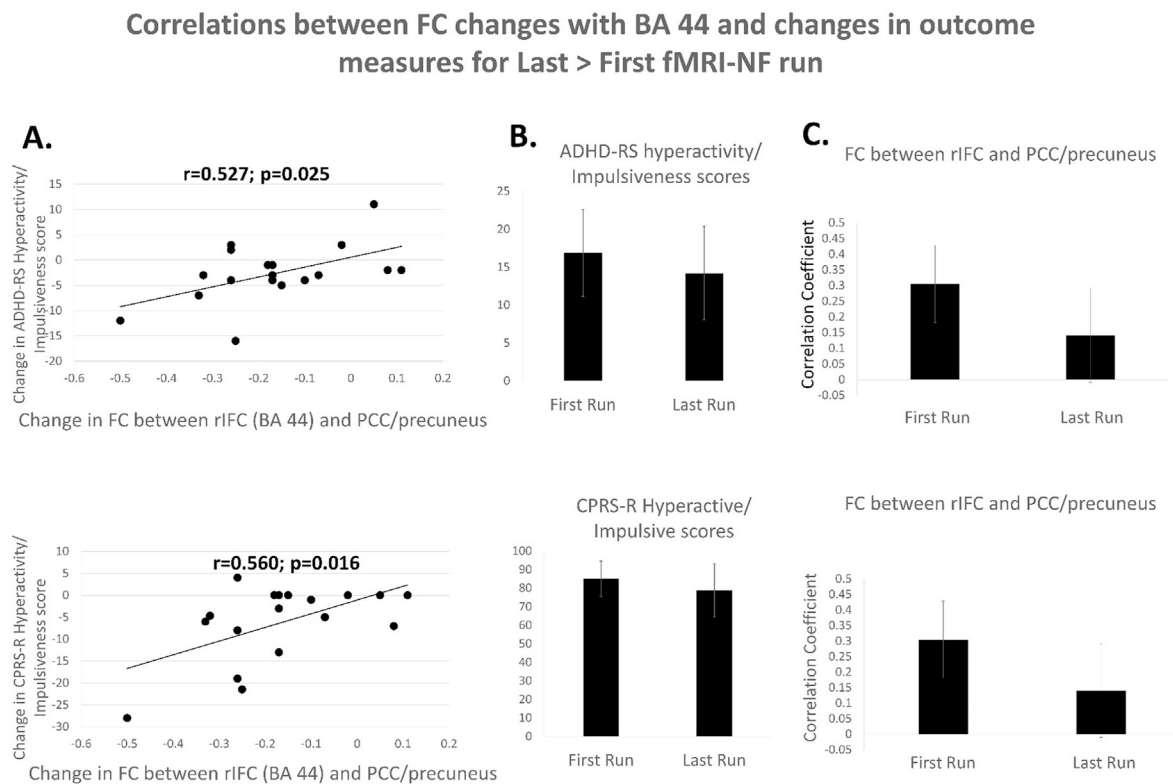 Correlations between FC changes with BA 44 and changes in outcome
measures for Last > First fMRI-NF run
A.
Change in ADHD-RS Hyperactivity/
Impulsiveness score
r=0.527; p=0.025
15
10
5
0
-5
-10
-15
-20
-0.6
-0.5
-0.4
-0.3
-0.2
-0.1
0
0.1
0.2
Change in FC between rIFC (BA 44) and PCC/precuneus
B.
ADHD-RS hyperactivity/
Impulsiveness scores
25
20
15
10
5
0
First Run
Last Run
C.
FC between rIFC and PCC/precuneus
Correlation Coefficient
0.5
0.45
0.4
0.35
0.3
0.25
0.2
0.15
0.1
0.05
0
-0.05
First Run
Last Run
Change in CPRS-R Hyperactivity/
Impulsiveness score
r=0.560; p=0.016
10
5
0
-5
-10
-15
-20
-25
-30
-0.6
-0.5
-0.4
-0.3
-0.2
-0.1
0
0.1
0.2
Change in FC between rIFC (BA 44) and PCC/precuneus
CPRS-R Hyperactive/
Impulsive scores
100
90
80
70
60
50
40
30
20
10
0
First Run
Last Run
FC between rIFC and PCC/precuneus
Correlation Coefficient
0.5
0.45
0.4
0.35
0.3
0.25
0.2
0.15
0.1
0.05
0
-0.05
First Run
Last Run